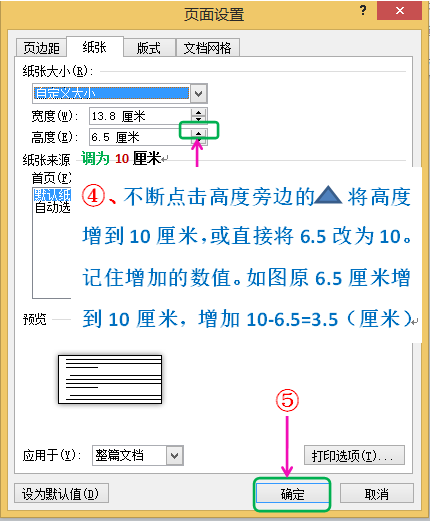 页面设置
? ×
页边距 纸张 版式 文档网格
纸张大小(R):
自定义大小
宽度(W): 13.8 厘米
高度(E): 6.5 厘米
纸张来源 调为 10 厘米
首页(F)
默认纸
自动选
④、不断点击高度旁边的 将高度
增到 10 厘米，或直接将 6.5 改为 10。
记住增加的数值。如图原 6.5 厘米增
到 10 厘米，增加 10-6.5=3.5（厘米）
预览
⑤
应用于(Y): 整篇文档 打印选项(T)...
设为默认值(D) 确定 取消